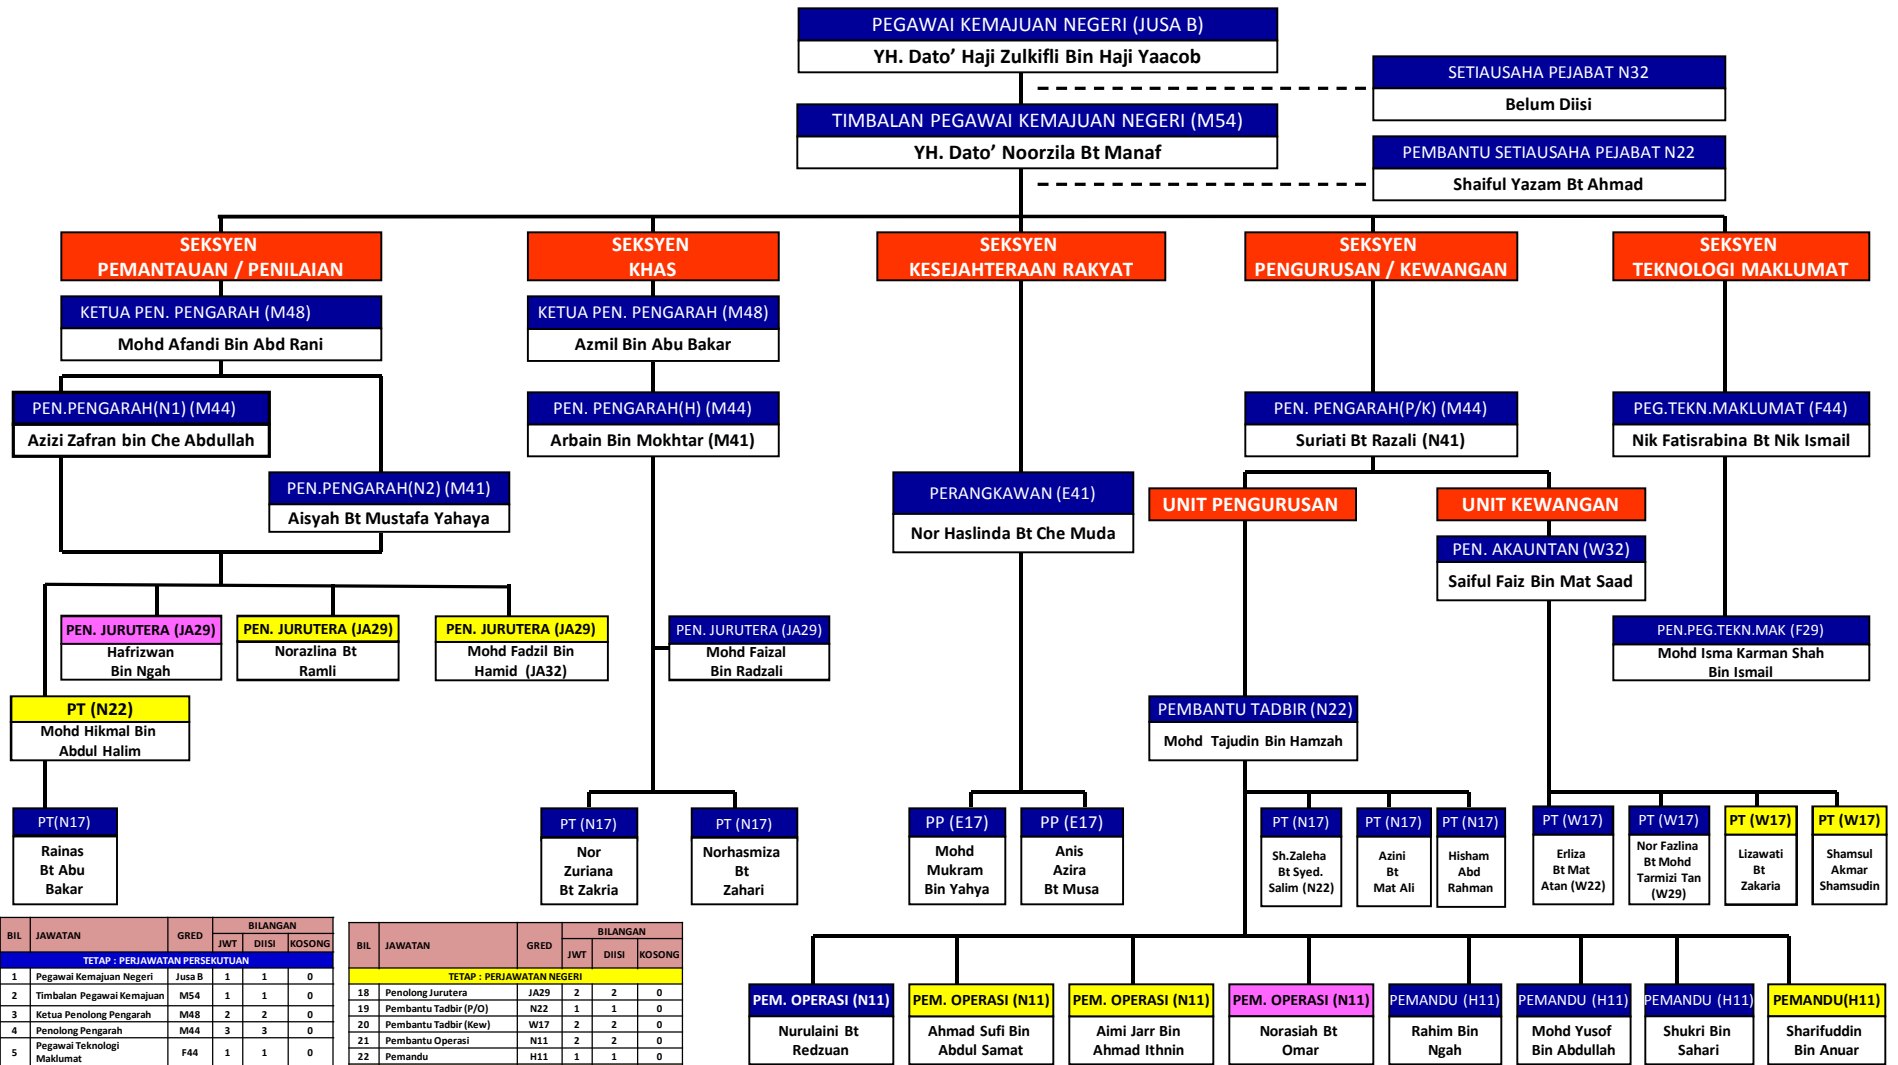 PEGAWAI KEMAJUAN NEGERI (JUSA B)
YH. Dato’ Haji Zulkifli Bin Haji Yaacob
SETIAUSAHA PEJABAT N32
Belum Diisi
TIMBALAN PEGAWAI KEMAJUAN NEGERI (M54)
YH. Dato’ Noorzila Bt Manaf
PEMBANTU SETIAUSAHA PEJABAT N22
Shaiful Yazam Bt Ahmad
SEKSYEN
PEMANTAUAN / PENILAIAN
SEKSYEN
KHAS
SEKSYEN
KESEJAHTERAAN RAKYAT
SEKSYEN
PENGURUSAN / KEWANGAN
SEKSYEN
TEKNOLOGI MAKLUMAT
KETUA PEN. PENGARAH (M48)
Mohd Afandi Bin Abd Rani
KETUA PEN. PENGARAH (M48)
Azmil Bin Abu Bakar
PEN.PENGARAH(N1) (M44)
Azizi Zafran bin Che Abdullah
PEN. PENGARAH(H) (M44)
Arbain Bin Mokhtar (M41)
PEN. PENGARAH(P/K) (M44)
Suriati Bt Razali (N41)
PEG.TEKN.MAKLUMAT (F44)
Nik Fatisrabina Bt Nik Ismail
PEN.PENGARAH(N2) (M41)
Aisyah Bt Mustafa Yahaya
PERANGKAWAN (E41)
Nor Haslinda Bt Che Muda
UNIT PENGURUSAN
UNIT KEWANGAN
PEN. AKAUNTAN (W32)
Saiful Faiz Bin Mat Saad
PEN. JURUTERA (JA29)
Hafrizwan
Bin Ngah
PEN. JURUTERA (JA29)
Norazlina Bt
Ramli
PEN. JURUTERA (JA29)
Mohd Fadzil Bin
Hamid (JA32)
PEN. JURUTERA (JA29)
Mohd Faizal
Bin Radzali
PEN.PEG.TEKN.MAK (F29)
Mohd Isma Karman Shah
Bin Ismail
PT (N22)
Mohd Hikmal Bin
Abdul Halim
PEMBANTU TADBIR (N22)
Mohd Tajudin Bin Hamzah
PT(N17)
Rainas
Bt Abu
Bakar
PT (N17)
Nor
Zuriana
Bt Zakria
PT (N17)
Norhasmiza
Bt
Zahari
PP (E17)
Mohd
Mukram
Bin Yahya
PP (E17)
Anis
Azira
Bt Musa
PT (N17)
Sh.Zaleha
Bt Syed.
Salim (N22)
PT (N17)
Azini
Bt
Mat Ali
PT (N17)
Hisham
Abd
Rahman
PT (W17)
Erliza
Bt Mat
Atan (W22)
PT (W17)
Nor Fazlina
Bt Mohd
Tarmizi Tan
(W29)
PT (W17)
Lizawati
Bt
Zakaria
PT (W17)
Shamsul
Akmar
Shamsudin
BIL JAWATAN GRED BILANGAN
JWT DIISI KOSONG
TETAP : PERJAWATAN PERSEKUTUAN
1 Pegawai Kemajuan Negeri Jusa B 1 1 0
2 Timbalan Pegawai Kemajuan M54 1 1 0
3 Ketua Penolong Pengarah M48 2 2 0
4 Penolong Pengarah M44 3 3 0
5 Pegawai Teknologi
Maklumat F44 1 1 0
BIL JAWATAN GRED BILANGAN
JWT DIISI KOSONG
TETAP : PERJAWATAN NEGERI
18 Penolong Jurutera JA29 2 2 0
19 Pembantu Tadbir (P/O) N22 1 1 0
20 Pembantu Tadbir (Kew) W17 2 2 0
21 Pembantu Operasi N11 2 2 0
22 Pemandu H11 1 1 0
PEM. OPERASI (N11)
Nurulaini Bt
Redzuan
PEM. OPERASI (N11)
Ahmad Sufi Bin
Abdul Samat
PEM. OPERASI (N11)
Aimi Jarr Bin
Ahmad Ithnin
PEM. OPERASI (N11)
Norasiah Bt
Omar
PEMANDU (H11)
Rahim Bin
Ngah
PEMANDU (H11)
Mohd Yusof
Bin Abdullah
PEMANDU (H11)
Shukri Bin
Sahari
PEMANDU(H11)
Sharifuddin
Bin Anuar